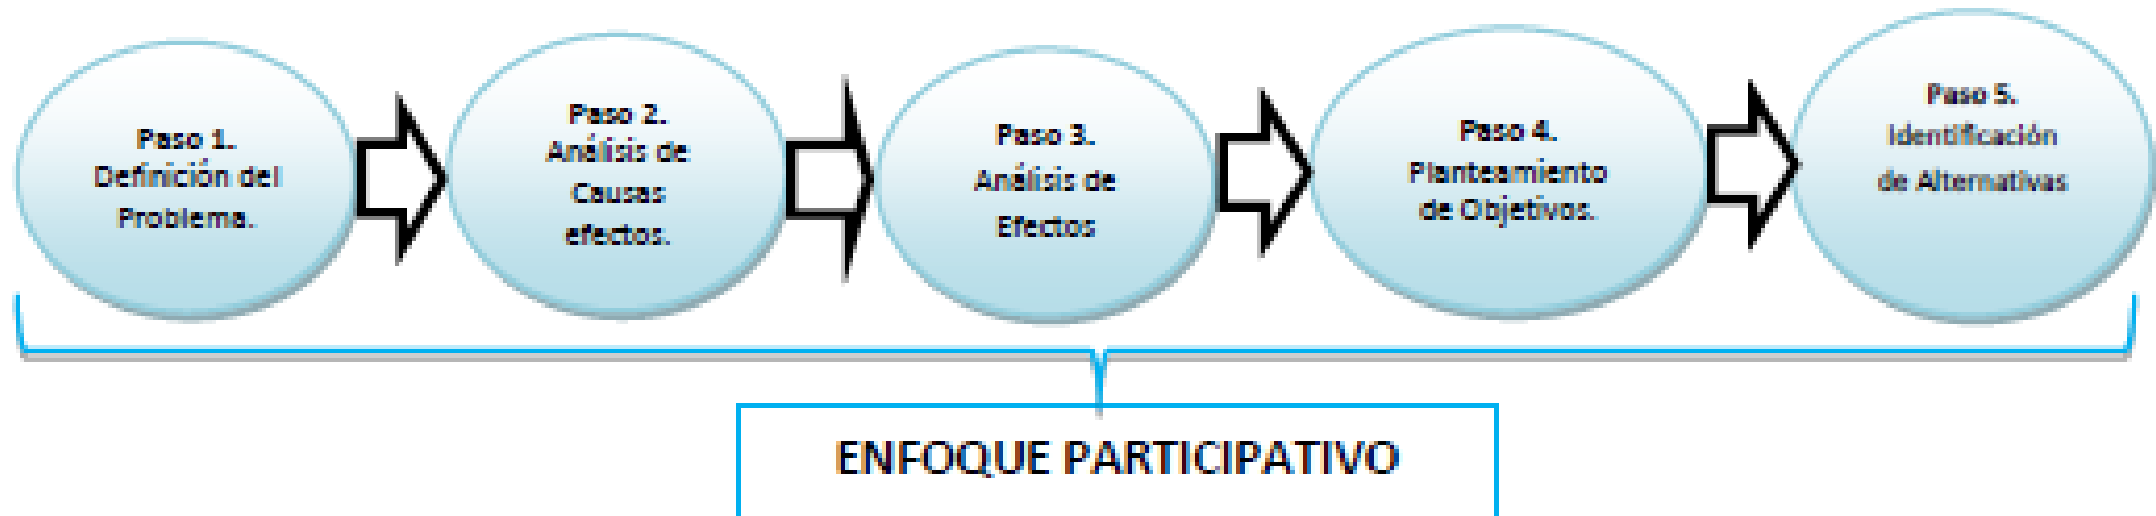 Paso 1.
Definición del
Problema.
Paso 2.
Análisis de
Causas
efectos.
Paso 3.
Análisis de
Efectos
Paso 4.
Planteamiento
de Objetivos.
Paso 5.
Identificación
de Alternativas
ENFOQUE PARTICIPATIVO